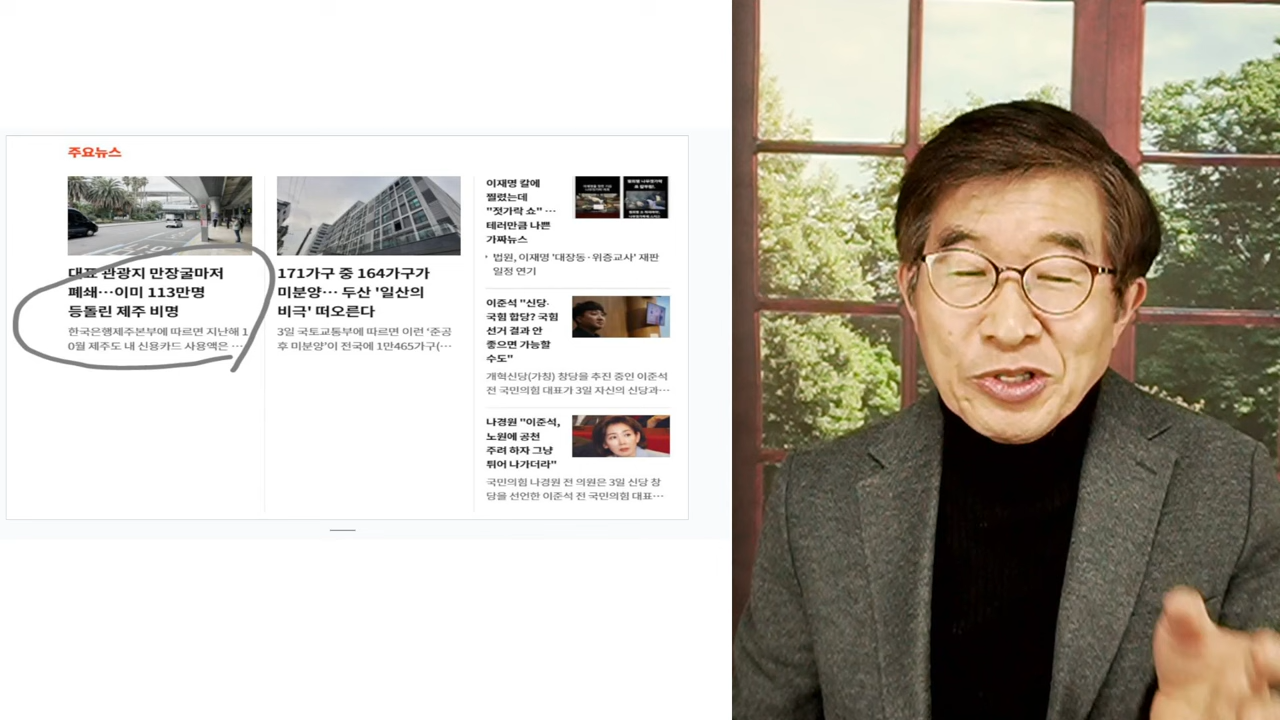 주요뉴스
대표 관광지 만장굴마저
폐쇄…이미 113만명
등돌린 제주 비명
한국은행제주본부에 따르면 지난해 1
0월 제주도 내 신용카드 사용액은 …
171가구 중 164가구가
미분양… 두산 '일산의
비극' 떠오른다
3일 국토교통부에 따르면 이런 '준공
후 미분양'이 전국에 1만465가구(…
이재명 칼에
찔렸는데
"젓가락 쇼" …
테러만큼 나쁜
가짜뉴스
법원, 이재명 '대장동·위증교사' 재판
일정 연기
이준석 "신당·
국힘 합당? 국힘
선거 결과 안
좋으면 가능할
수도"
개혁신당(가칭) 창당을 추진 중인 이준석
전 국민의힘 대표가 3일 자신의 신당과…
나경원 "이준석,
노원에 공천
주려 하자 그냥
튀어 나가더라"
국민의힘 나경원 전 의원은 3일 신당 창
당을 선언한 이준석 전 국민의힘 대표…